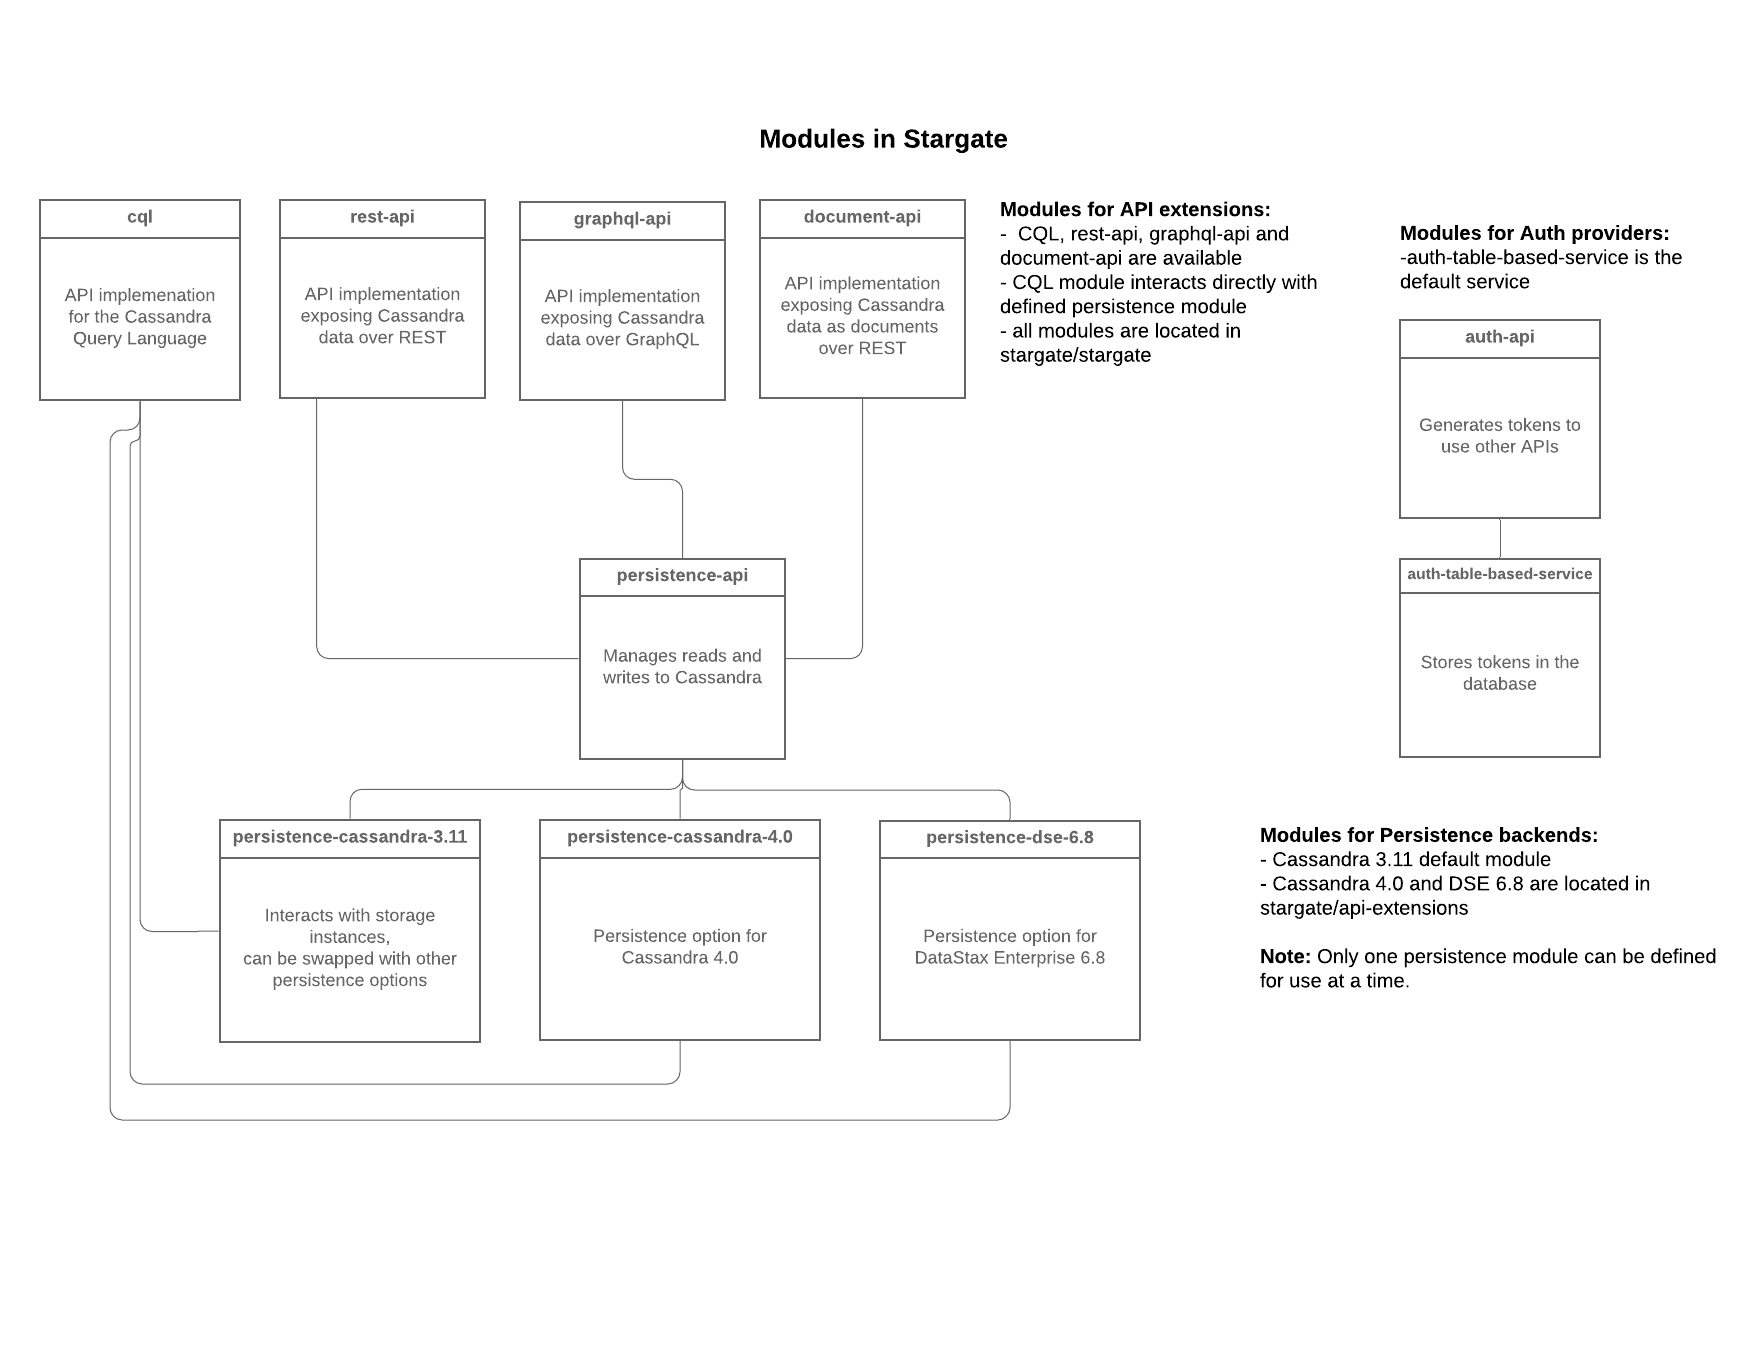 Modules in Stargate
cql
API implemenation
for the Cassandra
Query Language
rest-api
API implementation
exposing Cassandra
data over REST
graphql-api
API implementation
exposing Cassandra
data over GraphQL
document-api
API implementation
exposing Cassandra
data as documents
over REST
Modules for API extensions:
- CQL, rest-api, graphql-api and
document-api are available
- CQL module interacts directly with
defined persistence module
- all modules are located in
stargate/stargate
Modules for Auth providers:
-auth-table-based-service is the
default service
auth-api
Generates tokens to
use other APIs
auth-table-based-service
Stores tokens in the
database
persistence-api
Manages reads and
writes to Cassandra
persistence-cassandra-3.11
Interacts with storage
instances,
can be swapped with other
persistence options
persistence-cassandra-4.0
Persistence option for
Cassandra 4.0
persistence-dse-6.8
Persistence option for
DataStax Enterprise 6.8
Modules for Persistence backends:
- Cassandra 3.11 default module
- Cassandra 4.0 and DSE 6.8 are located in
stargate/api-extensions
Note: Only one persistence module can be defined
for use at a time.